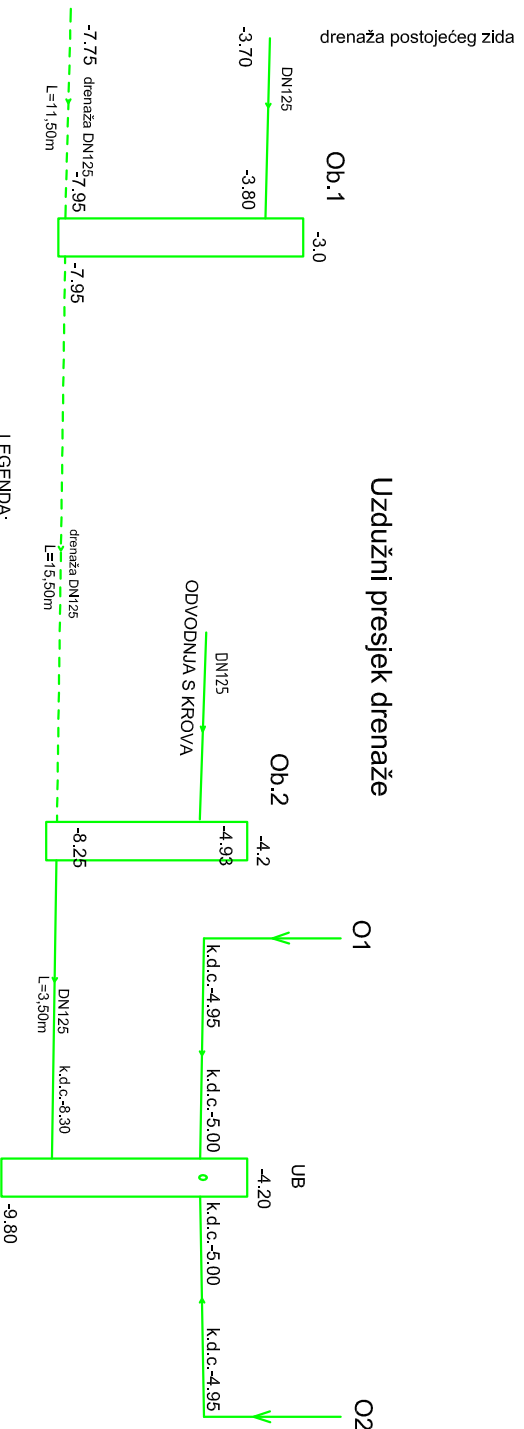 drenaža postojećeg zida
Uzdužni presjek drenaže
Ob.1
-3.0
-3.70
DN125
-3.80
-7.75
drenaža DN125
L=11,50m
-7.95
-7.95
drenaža DN125
L=15,50m
ODVODNJA S KROVA
DN125
Ob.2
-4.2
-4.93
-8.25
DN125
L=3,50m
k.d.c.-8.30
O1
k.d.c.-4.95
k.d.c.-5.00
UB
-4.20
-9.80
k.d.c.-5.00
k.d.c.-4.95
O2
LEGENDA: